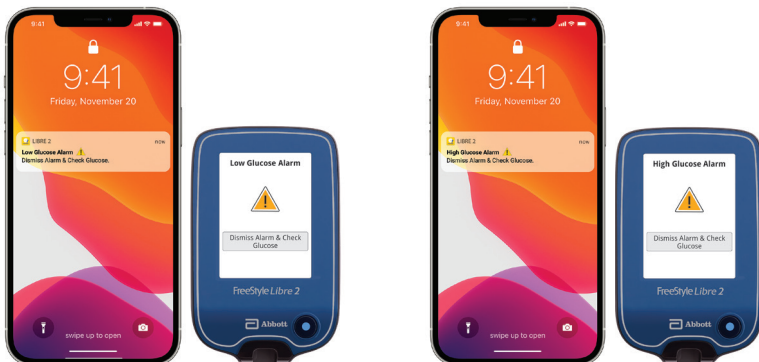 9:41
9:41
Friday, November 20
LIBRE 2
now
Low Glucose Alarm
Dismiss Alarm & Check Glucose.
swipe up to open
Low Glucose Alarm
Dismiss Alarm & Check
Glucose
FreeStyle Libre 2
Abbott
9:41
9:41
Friday, November 20
LIBRE 2
now
High Glucose Alarm
Dismiss Alarm & Check Glucose.
swipe up to open
High Glucose Alarm
Dismiss Alarm & Check
Glucose
FreeStyle Libre 2
Abbott